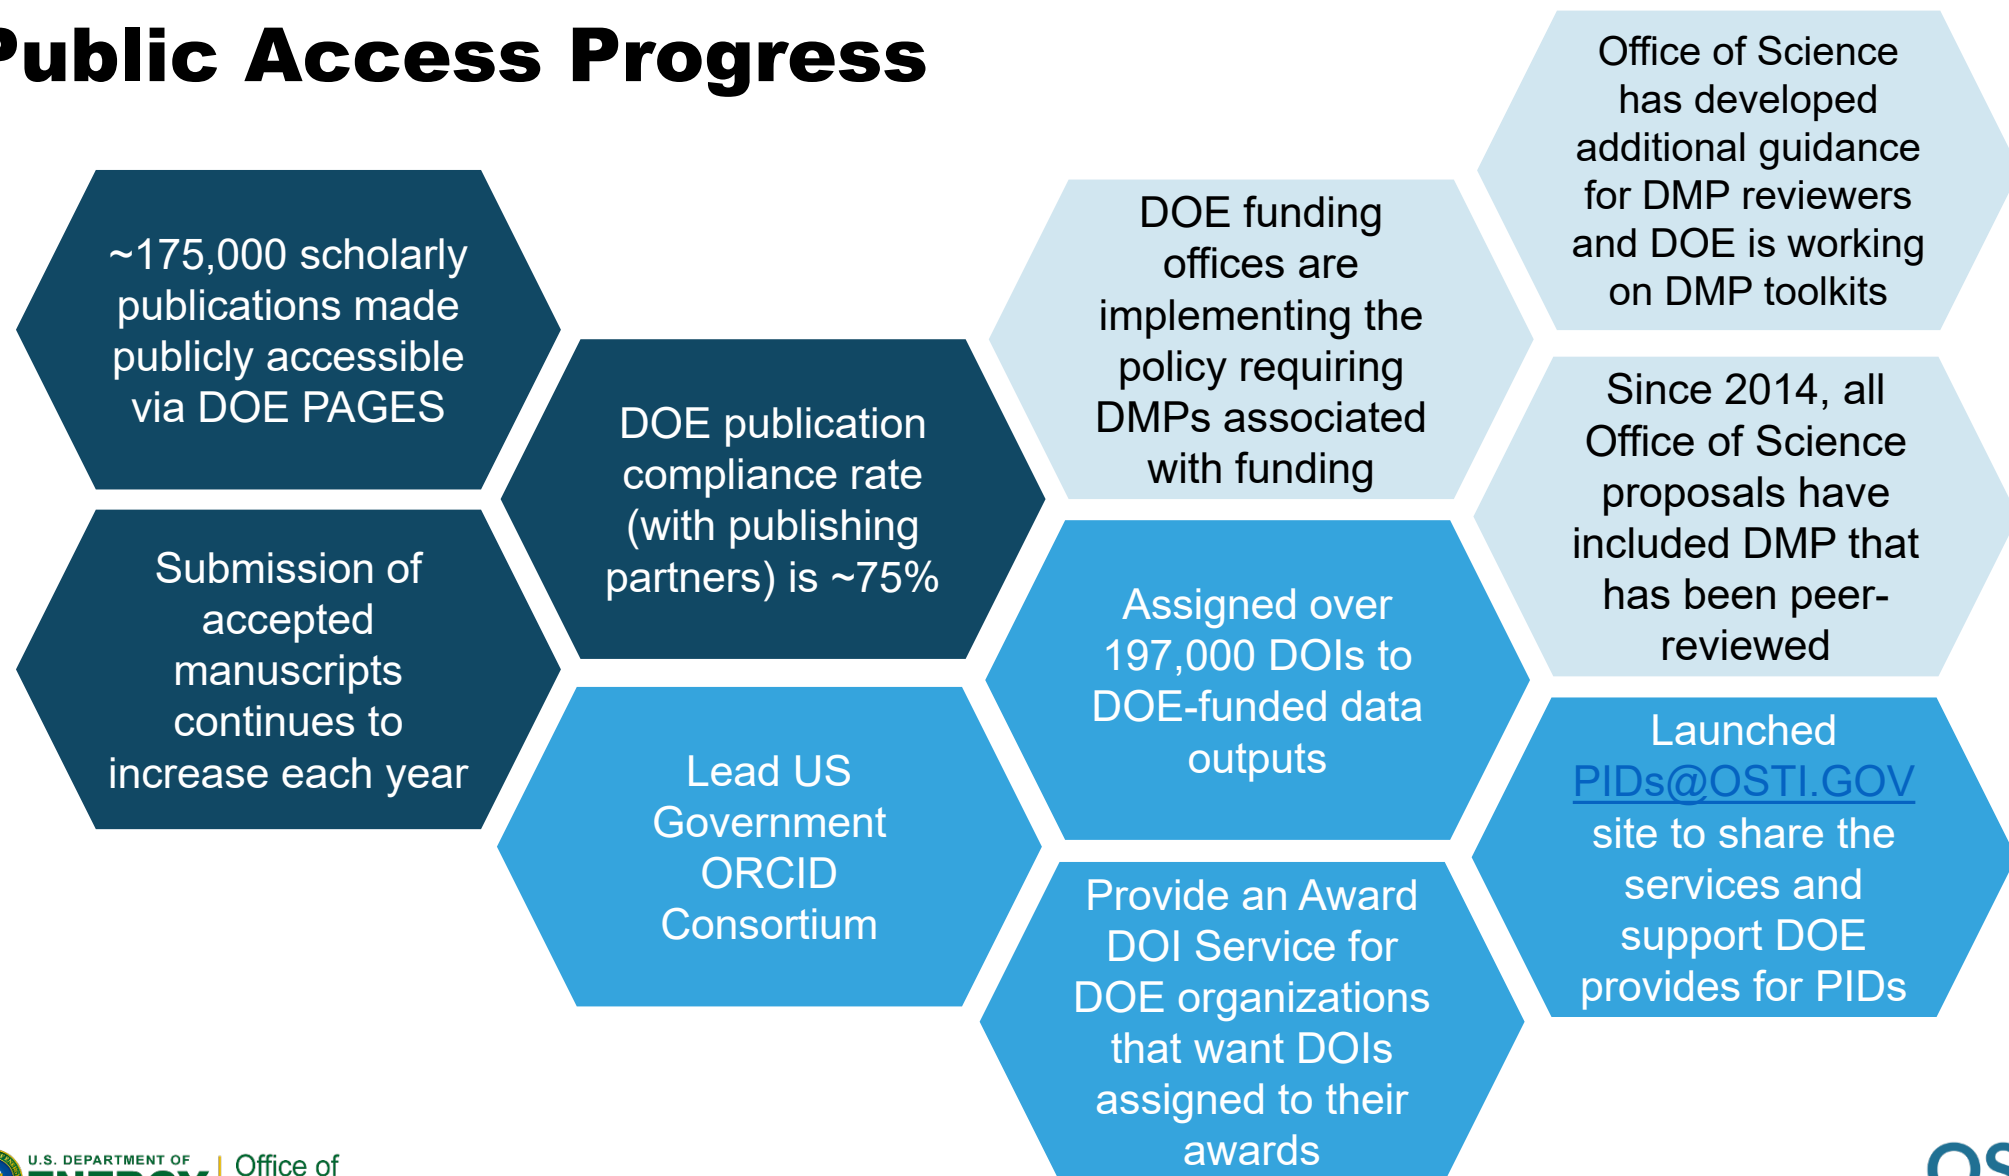 Public Access Progress
~175,000 scholarly
publications made
publicly accessible
via DOE PAGES
Submission of
accepted
manuscripts
continues to
increase each year
DOE publication
compliance rate
(with publishing
partners) is ~75%
Lead US
Government
ORCID
Consortium
DOE funding
offices are
implementing the
policy requiring
DMPs associated
with funding
Assigned over
197,000 DOIs to
DOE-funded data
outputs
Provide an Award
DOI Service for
DOE organizations
that want DOIs
assigned to their
awards
Office of Science
has developed
additional guidance
for DMP reviewers
and DOE is working
on DMP toolkits
Since 2014, all
Office of Science
proposals have
included DMP that
has been peer-
reviewed
Launched
PIDs@OSTI.GOV
site to share the
services and
support DOE
provides for PIDs
U.S. DEPARTMENT OF
ENERGY
Office of